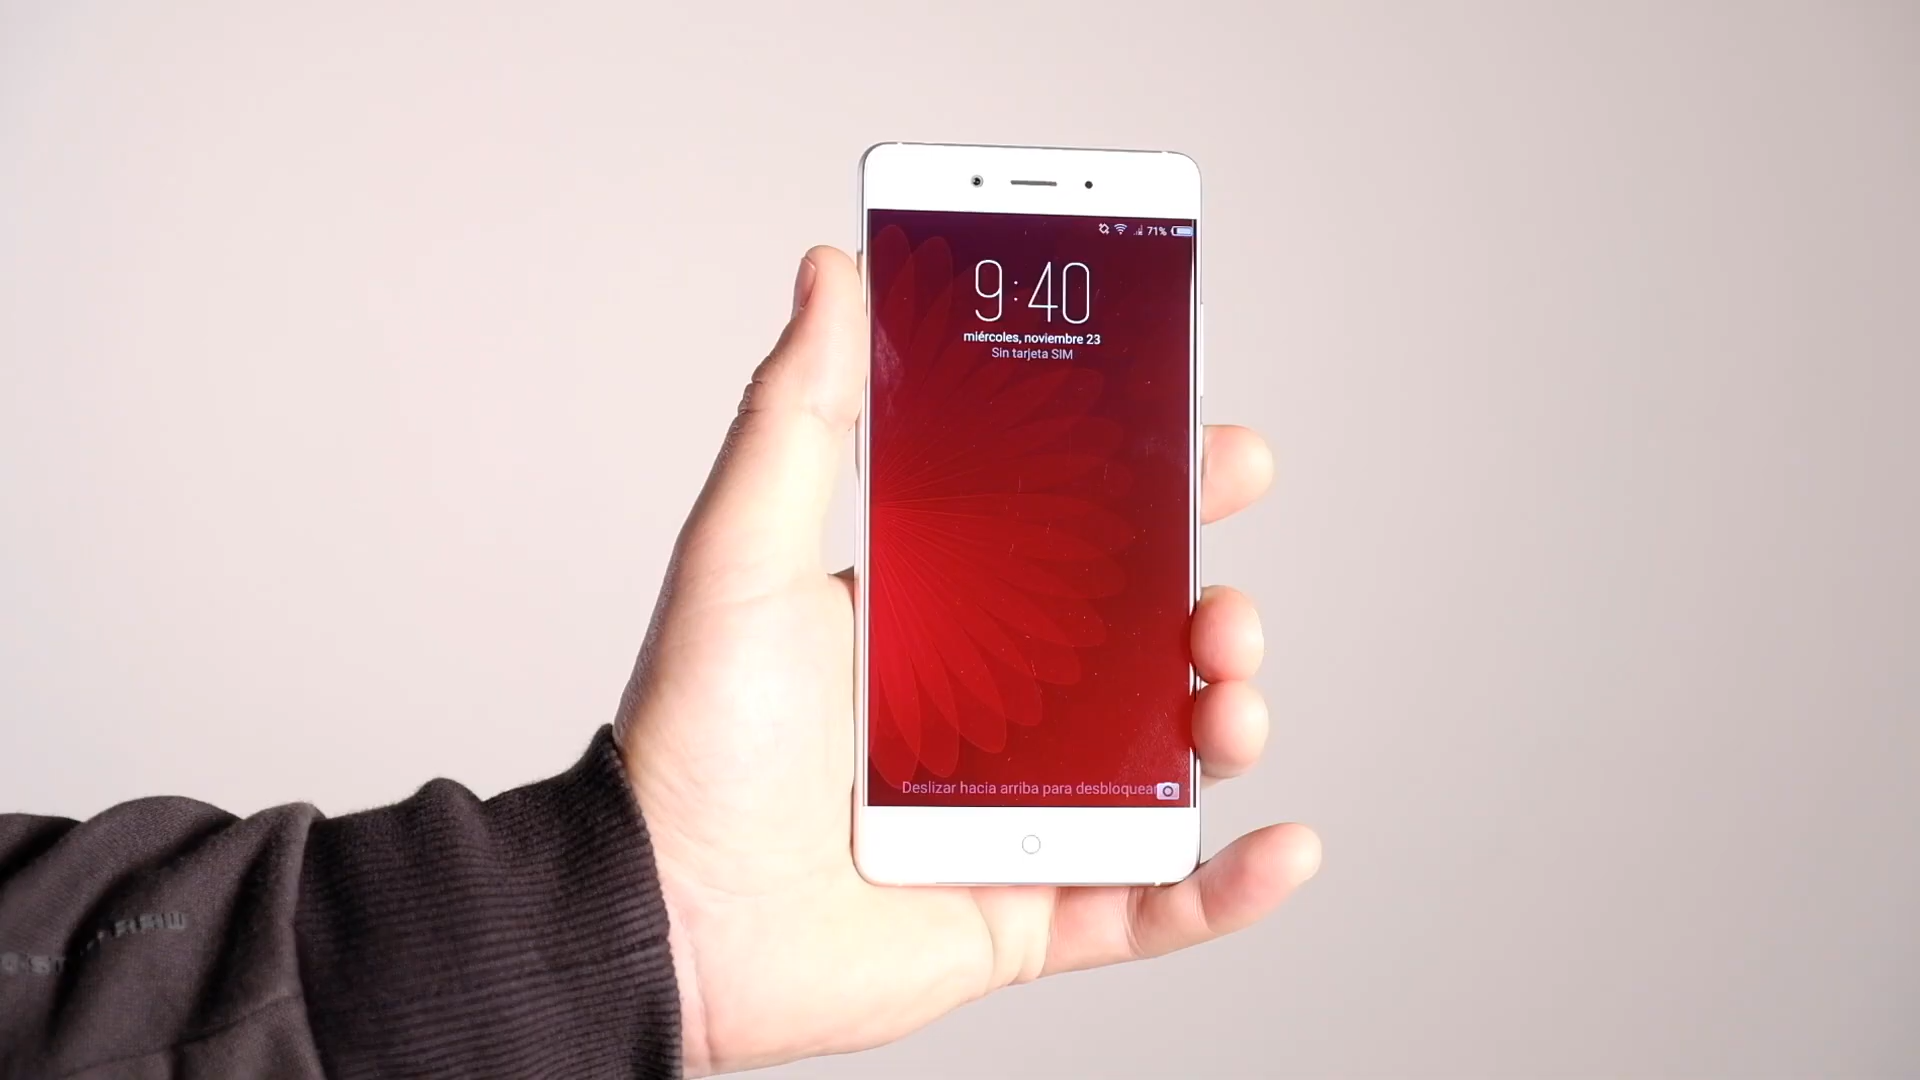 71%
9:40
miércoles, noviembre 23
Sin tarjeta SIM
Deslizar hacia arriba para desbloquear